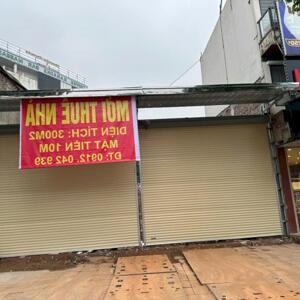 MỜI THUÊ NHÀ
DIỆN TÍCH: 300M2
MẶT TIỀN 10M
ĐT: 0912. 042 939